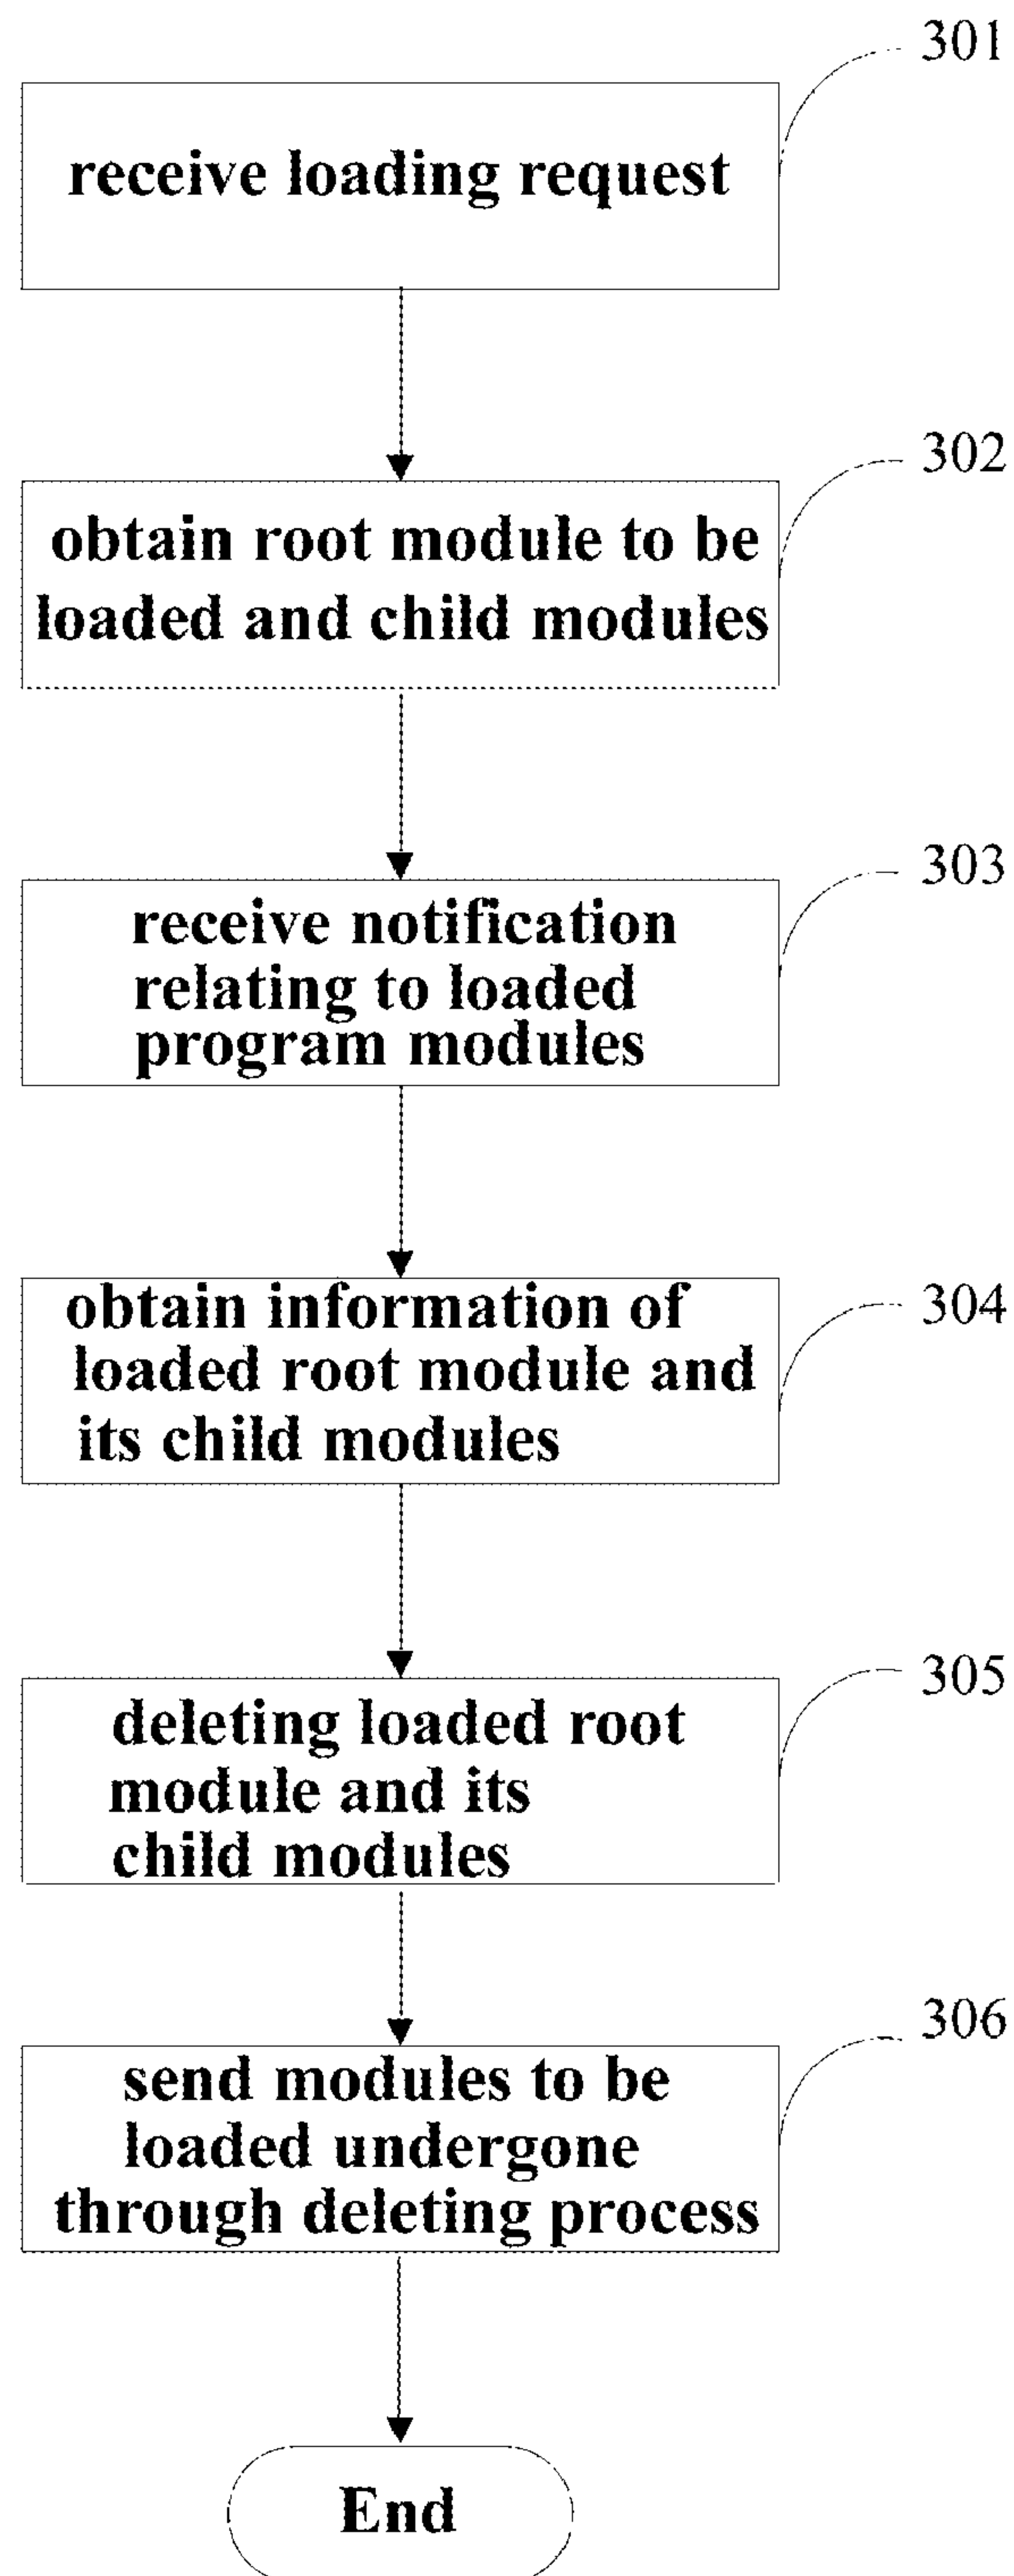 301
receive loading request
302
obtain root module to be
loaded and child modules
303
receive notification
relating to loaded
program modules
304
obtain information of
loaded root module and
its child modules
305
deleting loaded root
module and its
child modules
306
send modules to be
loaded undergone
through deleting process
End